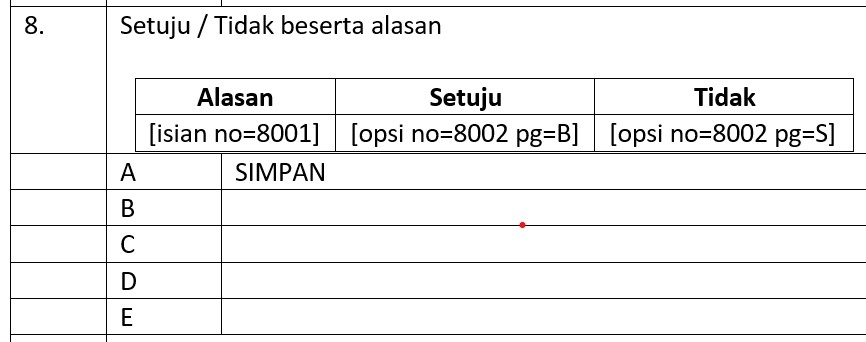 8. Setuju / Tidak beserta alasan
Alasan Setuju Tidak
[isian no=8001] [opsi no=8002 pg=B] [opsi no=8002 pg=S]
A SIMPAN
B
C
D
E